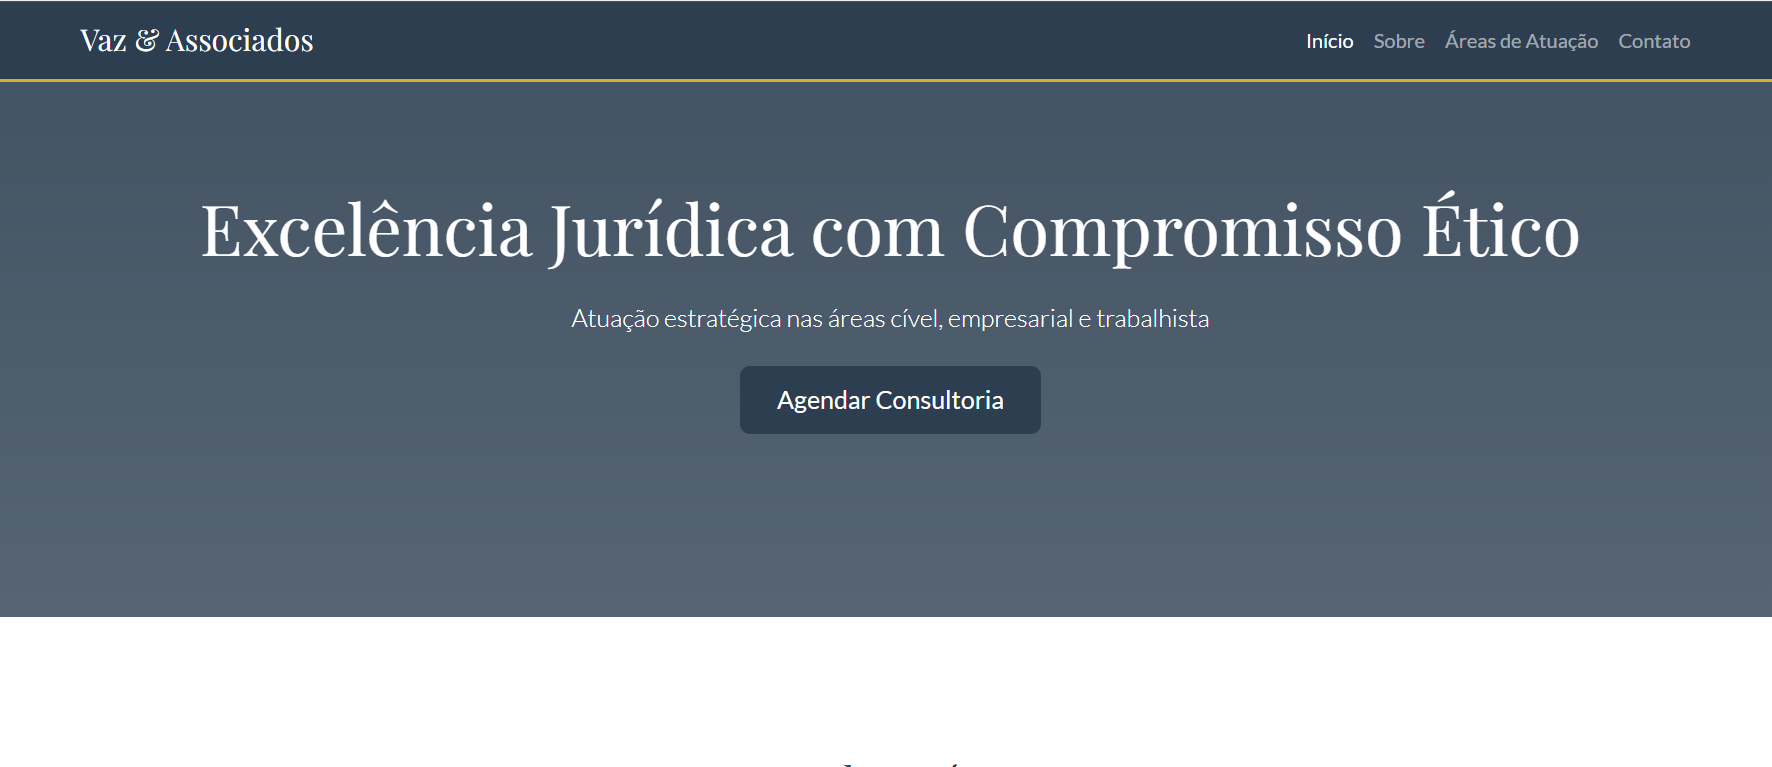 Vaz & Associados
Início Sobre Áreas de Atuação Contato
Excelência Jurídica com Compromisso Ético
Atuação estratégica nas áreas cível, empresarial e trabalhista
Agendar Consultoria